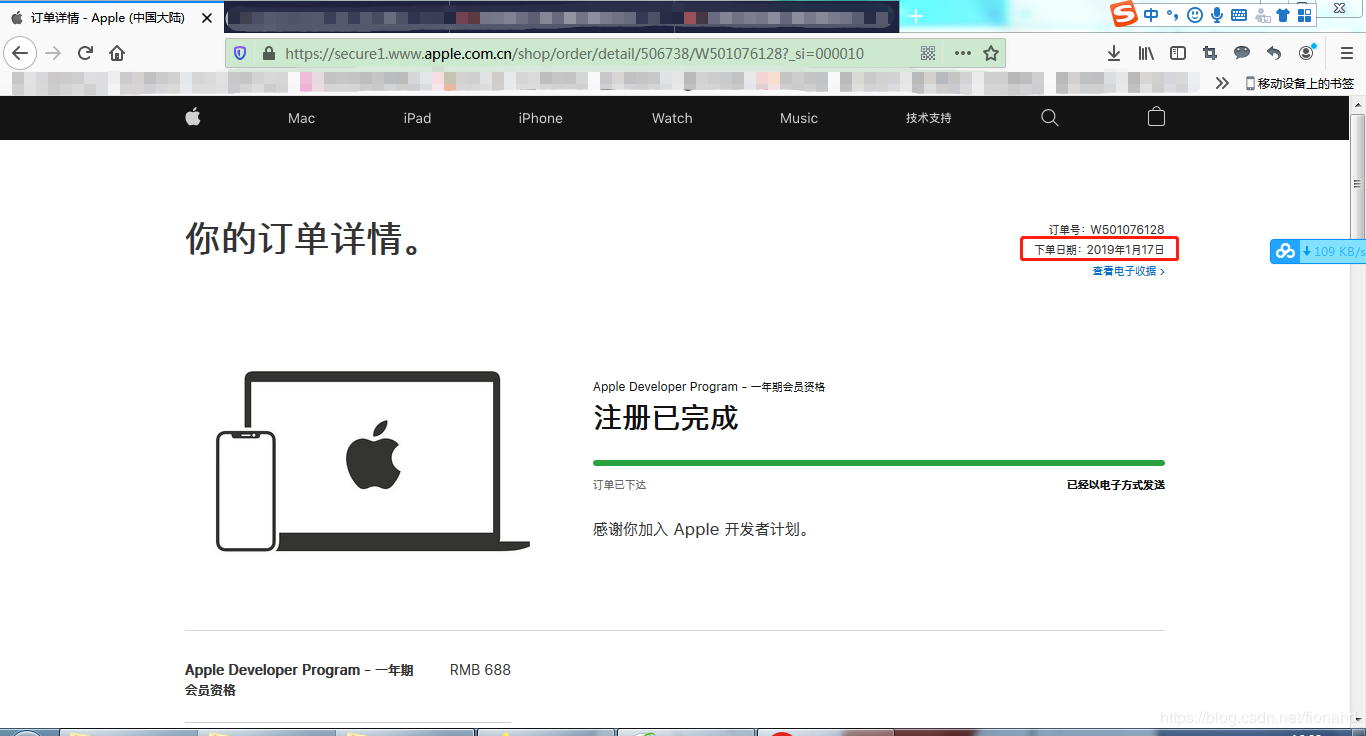 订单详情 - Apple (中国大陆)
中
https://secure1.www.apple.com.cn/shop/order/detail/506738/W501076128?_si=000010
移动设备上的书签
Mac iPad iPhone Watch Music 技术支持
你的订单详情。
订单号：W501076128
下单日期：2019年1月17日
查看电子收据 ›
109 KB/s
Apple Developer Program - 一年期会员资格
注册已完成
订单已下达 已经以电子方式发送
感谢你加入 Apple 开发者计划。
Apple Developer Program - 一年期 RMB 688
会员资格